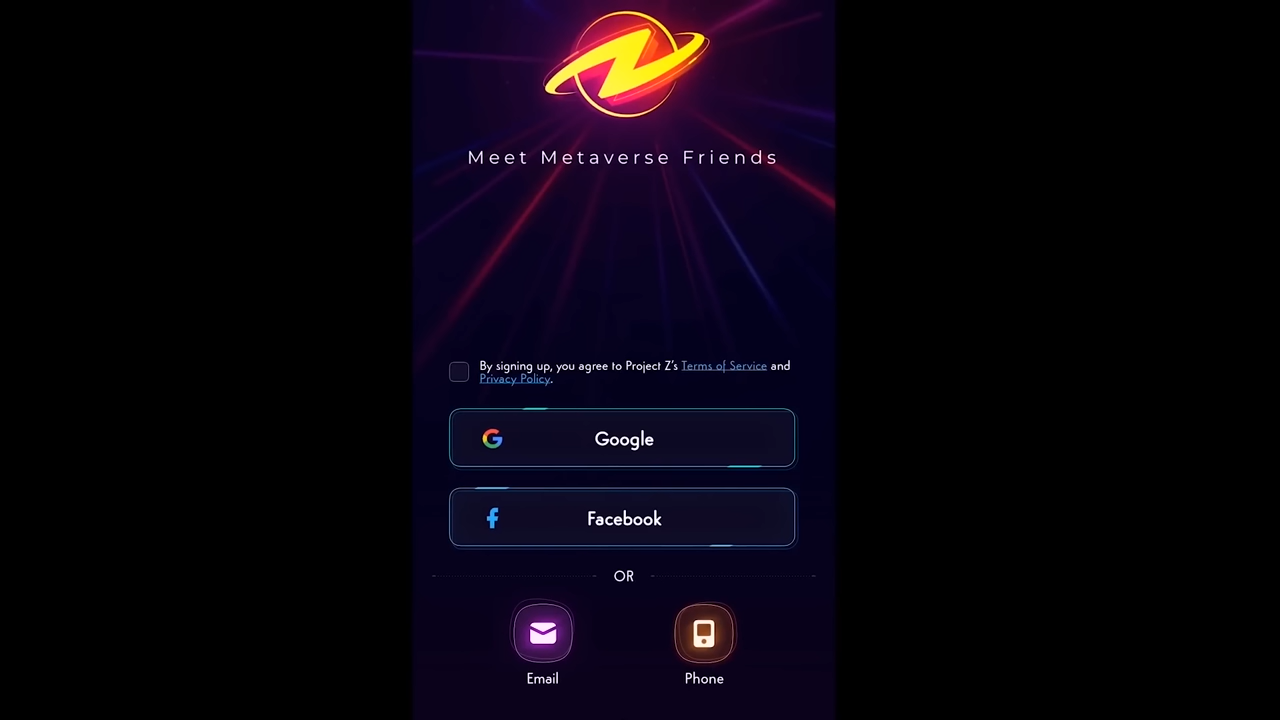 Meet Metaverse Friends
By signing up, you agree to Project Z's Terms of Service and
Privacy Policy.
Google
Facebook
OR
Email
Phone